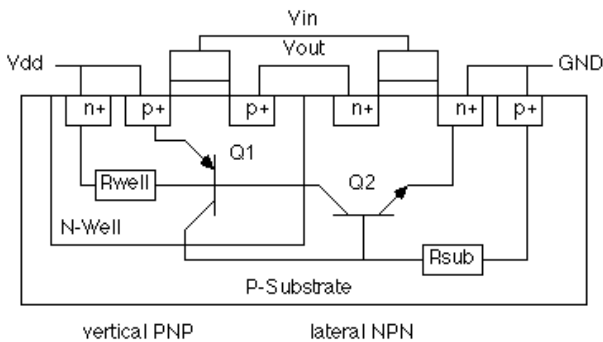 Vin
Vdd
Vout
GND
n+ p+ p+ n+ n+ p+
Q1
Rwell
Q2
N-Well
Rsub
P-Substrate
vertical PNP lateral NPN